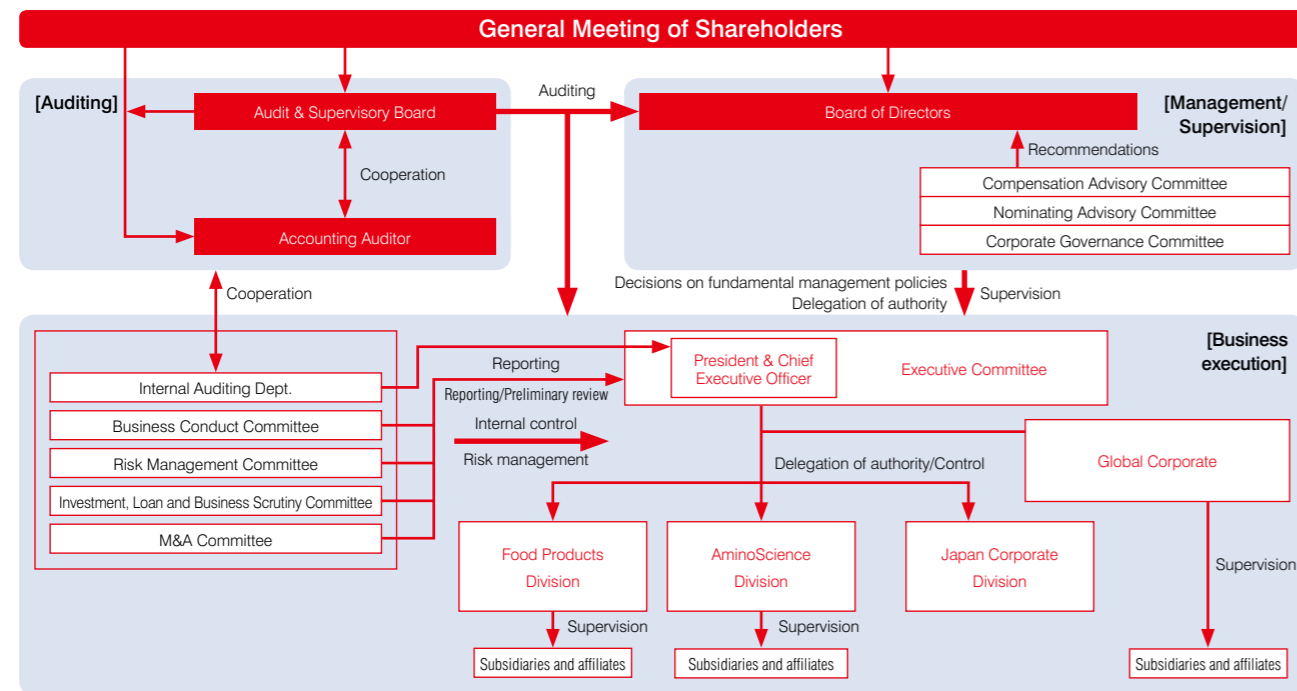 General Meeting of Shareholders
[Auditing]
Audit & Supervisory Board
Cooperation
Accounting Auditor
Auditing
Board of Directors
[Management/
Supervision]
Recommendations
Compensation Advisory Committee
Nominating Advisory Committee
Corporate Governance Committee
Cooperation
Decisions on fundamental management policies
Delegation of authority
Supervision
[Business
execution]
Internal Auditing Dept.
Business Conduct Committee
Risk Management Committee
Investment, Loan and Business Scrutiny Committee
M&A Committee
Reporting
Reporting/Preliminary review
Internal control
Risk management
President & Chief
Executive Officer
Executive Committee
Global Corporate
Delegation of authority/Control
Food Products
Division
AminoScience
Division
Japan Corporate
Division
Supervision
Supervision
Supervision
Subsidiaries and affiliates
Subsidiaries and affiliates
Subsidiaries and affiliates